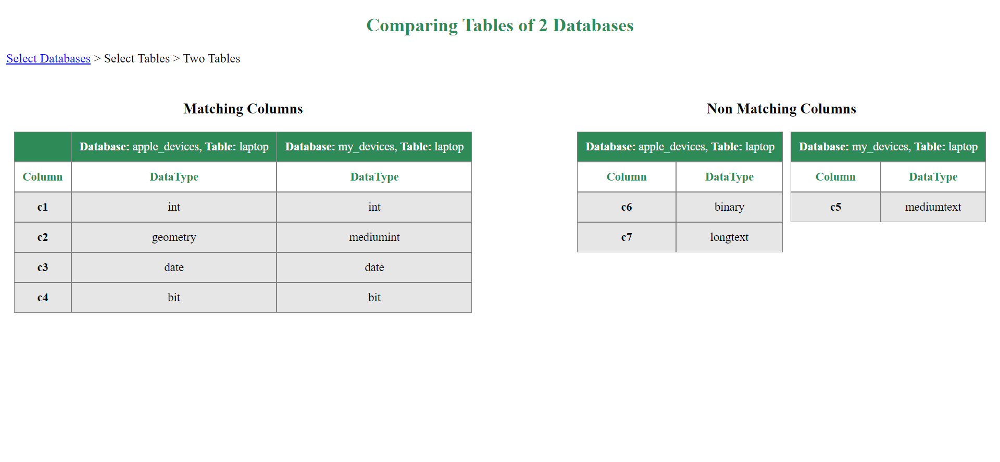 Comparing Tables of 2 Databases
Select Databases > Select Tables > Two Tables
Matching Columns
Database: apple_devices, Table: laptop Database: my_devices, Table: laptop
Column DataType DataType
c1 int int
c2 geometry mediumint
c3 date date
c4 bit bit
Non Matching Columns
Database: apple_devices, Table: laptop
Column DataType
c6 binary
c7 longtext
Database: my_devices, Table: laptop
Column DataType
c5 mediumtext